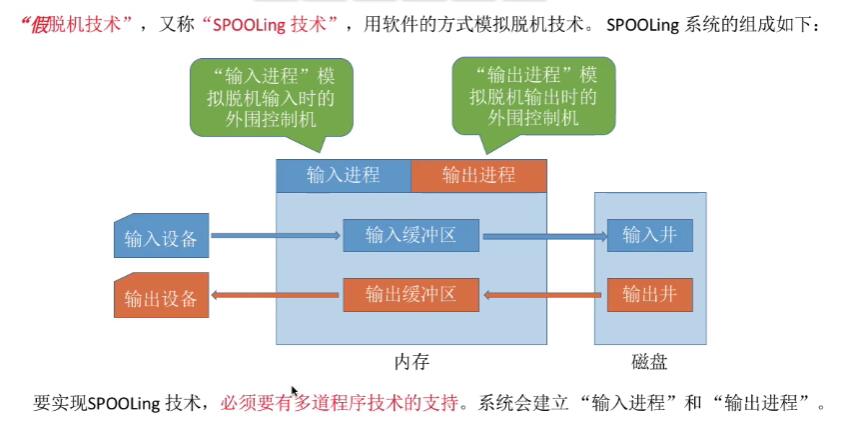 “假脱机技术”，又称“SPOOLing 技术”，用软件的方式模拟脱机技术。 SPOOLing 系统的组成如下：
“输入进程”模
拟脱机输入时的
外围控制机
“输出进程”模
拟脱机输出时的
外围控制机
输入进程
输出进程
输入设备
输入缓冲区
输入井
输出设备
输出缓冲区
输出井
内存
磁盘
要实现SPOOLing 技术，必须要有多道程序技术的支持。系统会建立 “输入进程”和 “输出进程”。